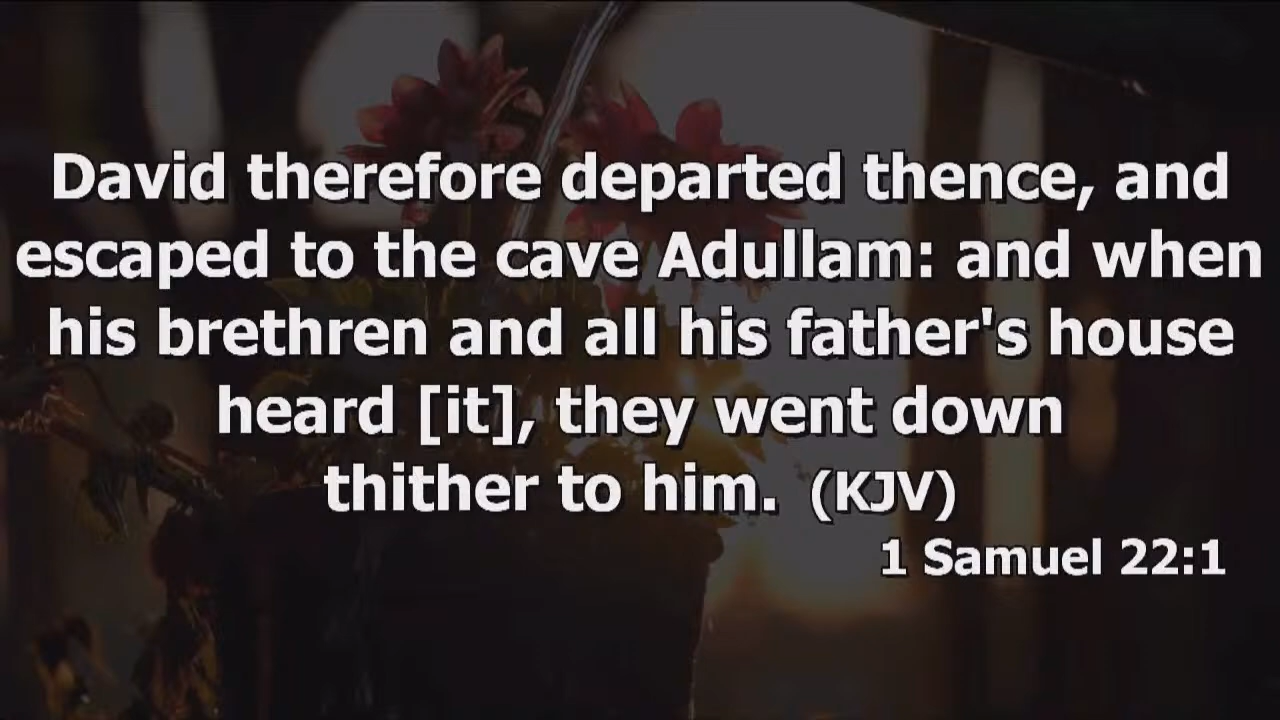 David therefore departed thence, and
escaped to the cave Adullam: and when
his brethren and all his father's house
heard [it], they went down
thither to him. (KJV)
1 Samuel 22:1